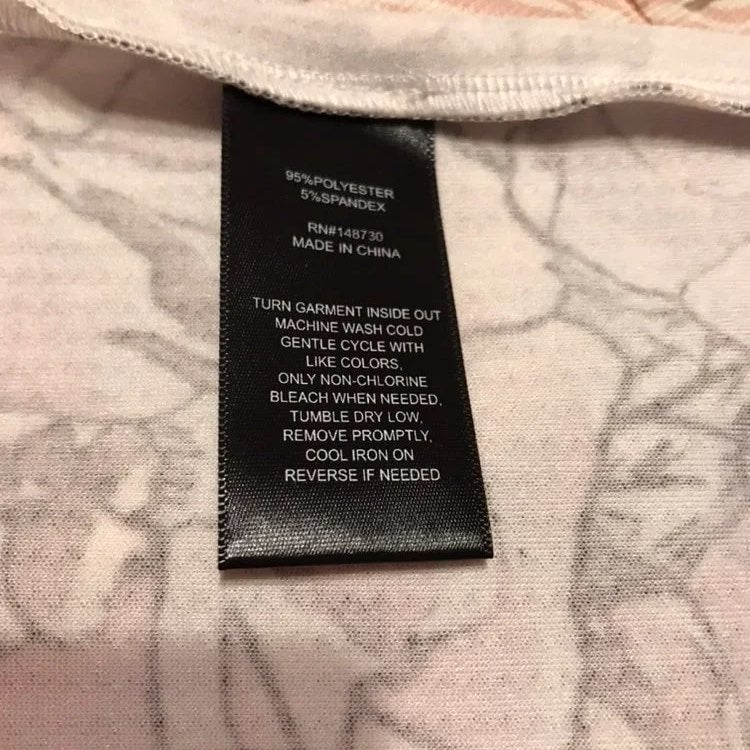 95%POLYESTER
5%SPANDEX
RN#148730
MADE IN CHINA
TURN GARMENT INSIDE OUT
MACHINE WASH COLD
GENTLE CYCLE WITH
LIKE COLORS,
ONLY NON-CHLORINE
BLEACH WHEN NEEDED,
TUMBLE DRY LOW,
REMOVE PROMPTLY,
COOL IRON ON
REVERSE IF NEEDED